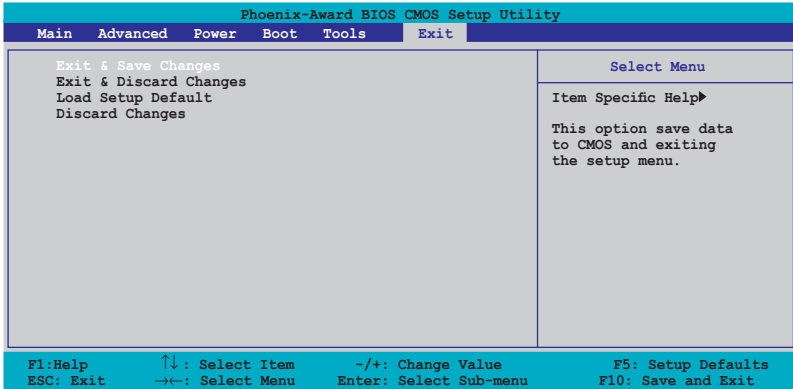 Phoenix-Award BIOS CMOS Setup Utility
Main Advanced Power Boot Tools Exit
Exit & Save Changes
Exit & Discard Changes
Load Setup Default
Discard Changes
Select Menu
Item Specific Help▶
This option save data
to CMOS and exiting
the setup menu.
F1:Help ↑↓: Select Item -/+: Change Value F5: Setup Defaults
ESC: Exit →←: Select Menu Enter: Select Sub-menu F10: Save and Exit